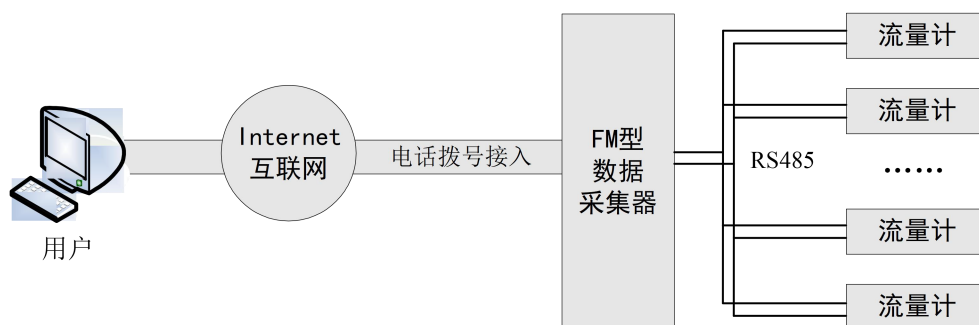 用户
Internet
互联网
电话拨号接入
FM型
数据
采集器
RS485
流量计
流量计
……
流量计
流量计